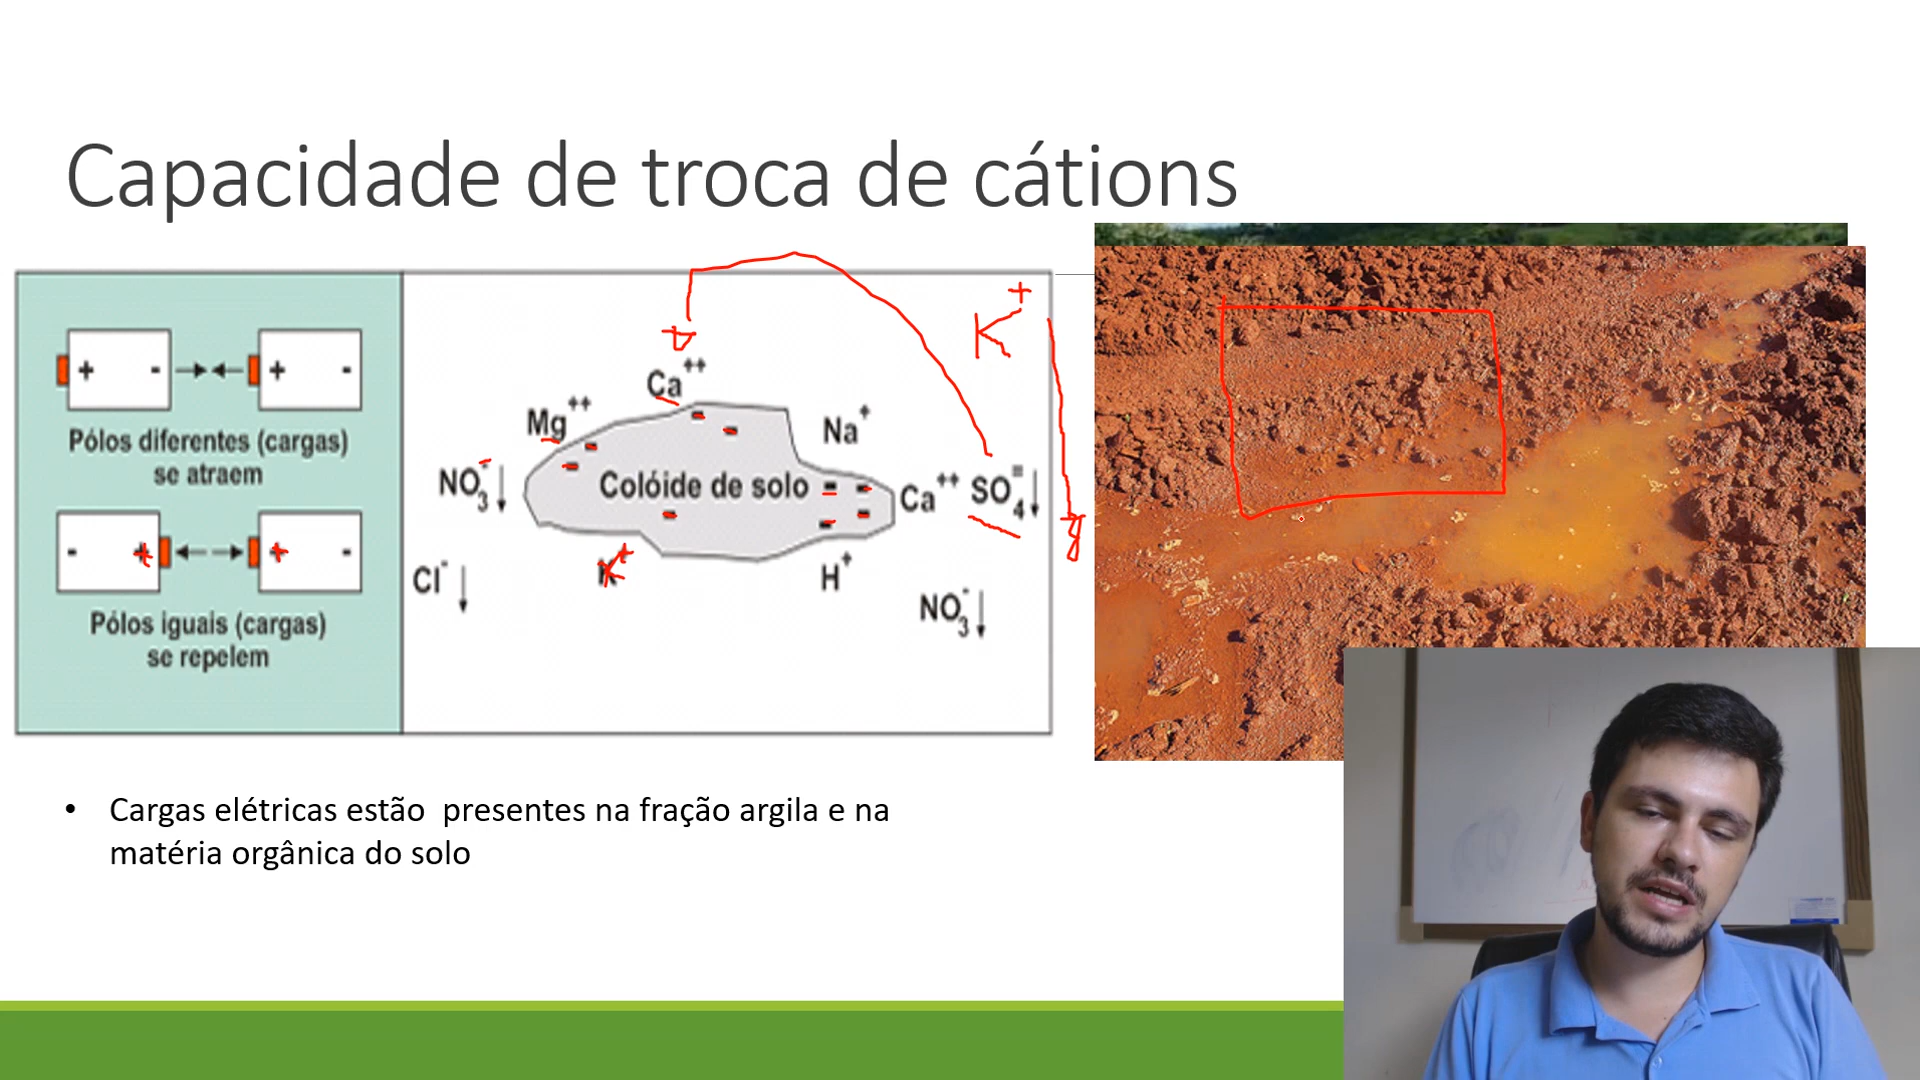 Capacidade de troca de cátions
+ - + -
Pólos diferentes (cargas)
se atraem
- + + -
Pólos iguais (cargas)
se repelem
K+
Ca++
Mg++
Na+
NO3-
Colóide de solo
Ca++
SO4=
K+
H+
Cl-
NO3-
• Cargas elétricas estão presentes na fração argila e na
matéria orgânica do solo